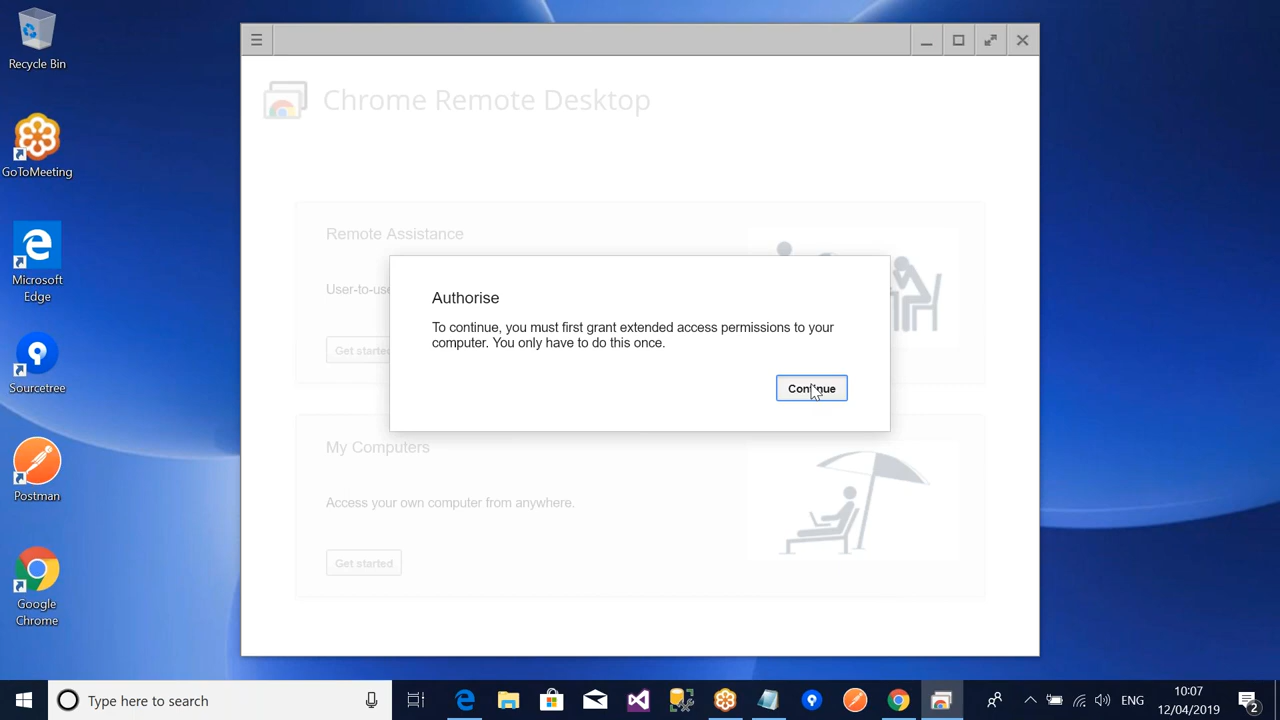 Recycle Bin
GoToMeeting
Microsoft
Edge
Sourcetree
Postman
Google
Chrome
Chrome Remote Desktop
Remote Assistance
Get started
Authorise
To continue, you must first grant extended access permissions to your
computer. You only have to do this once.
Continue
My Computers
Access your own computer from anywhere.
Get started
Type here to search
ENG
10:07
12/04/2019
2